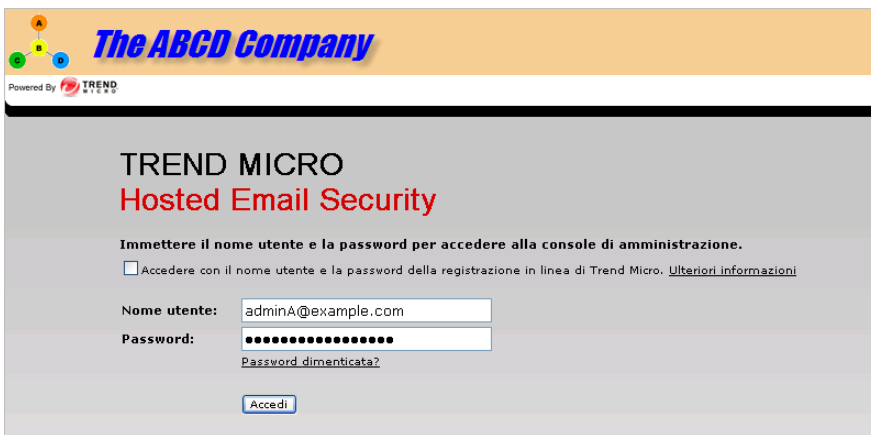 A
B
C
D
The ABCD Company
Powered By TREND MICRO
TREND MICRO
Hosted Email Security
Immettere il nome utente e la password per accedere alla console di amministrazione.
Accedere con il nome utente e la password della registrazione in linea di Trend Micro. Ulteriori informazioni
Nome utente: adminA@example.com
Password: ●●●●●●●●●●●●●●●●●
Password dimenticata?
Accedi